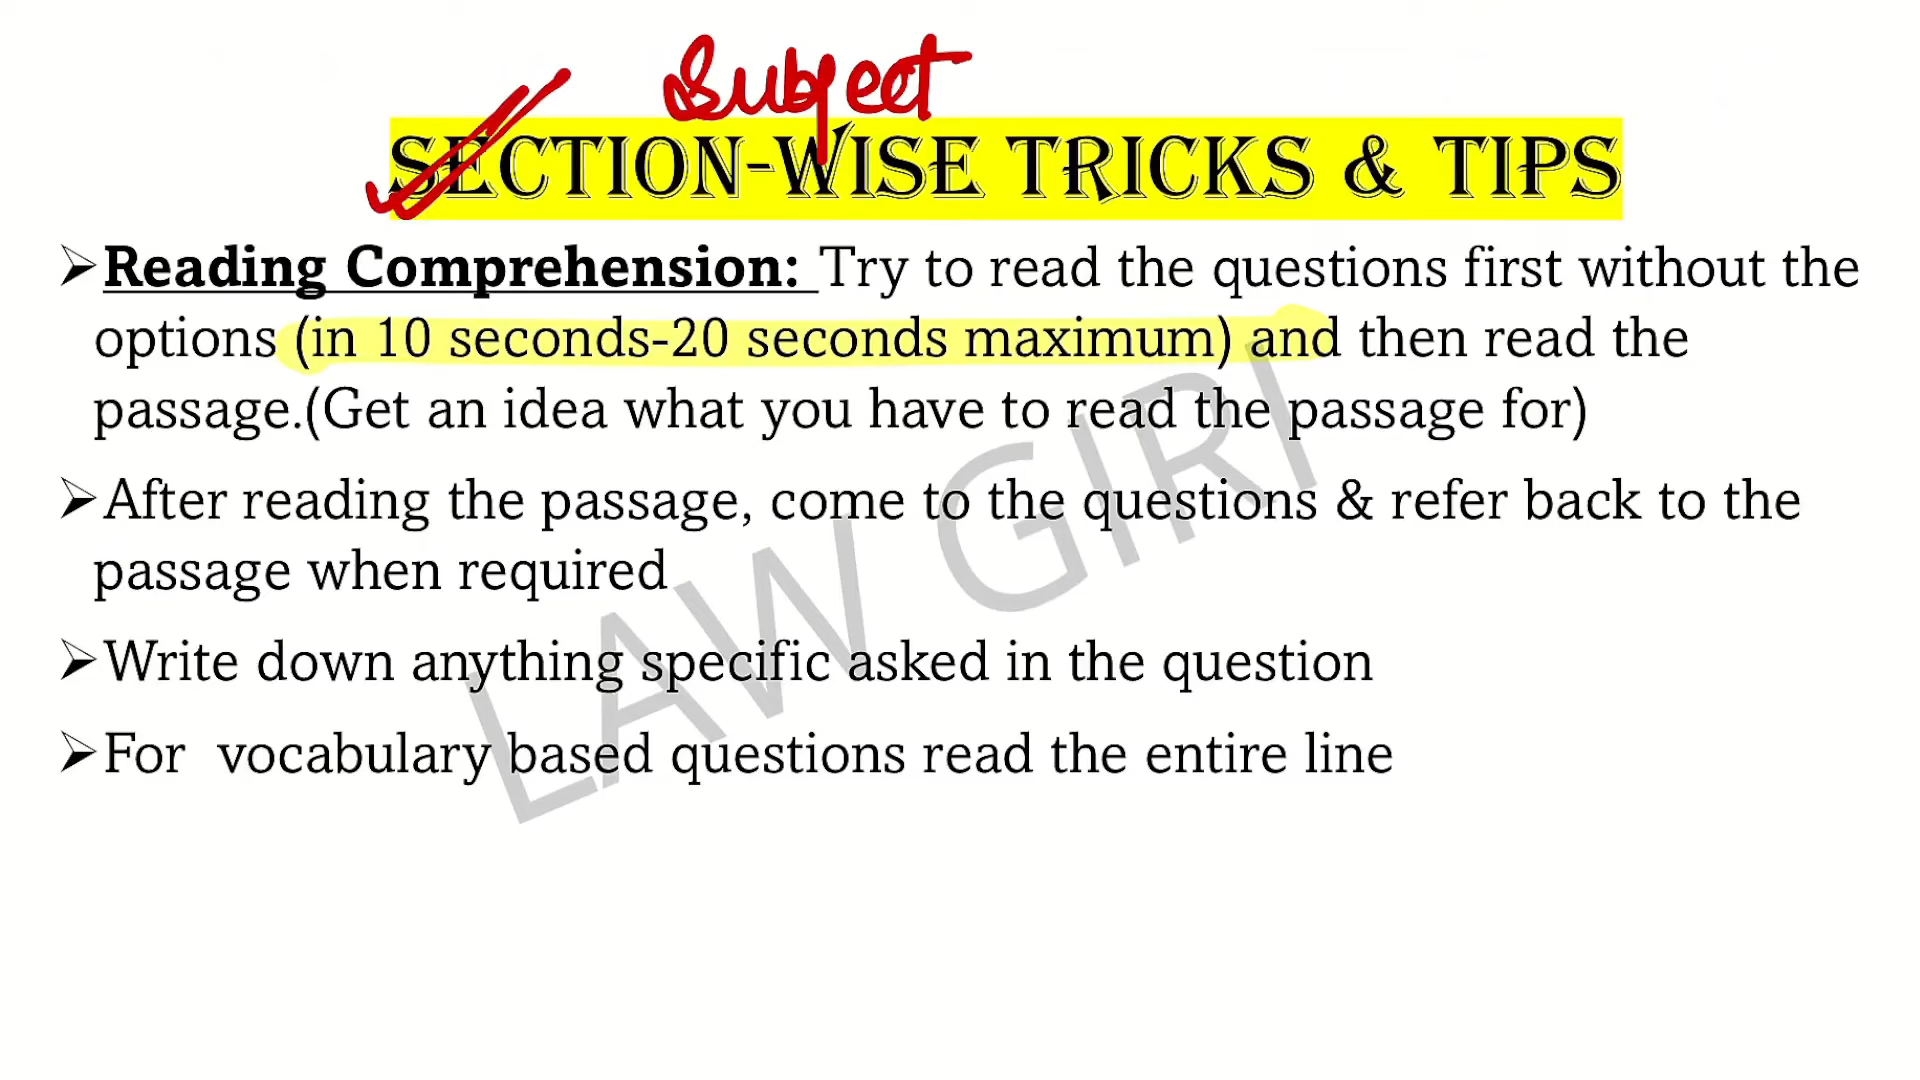 Subject
SECTION-WISE TRICKS & TIPS
➢Reading Comprehension: Try to read the questions first without the
options (in 10 seconds-20 seconds maximum) and then read the
passage.(Get an idea what you have to read the passage for)
➢After reading the passage, come to the questions & refer back to the
passage when required
➢Write down anything specific asked in the question
➢For vocabulary based questions read the entire line
LAW GIRI